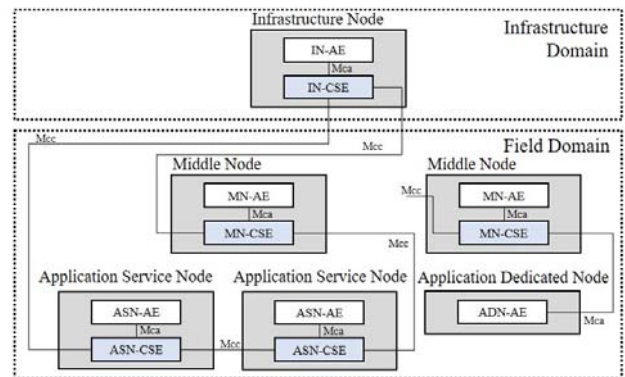 Infrastructure Node
Infrastructure
Domain
IN-AE
Mca
IN-CSE
Mcc
Mcc
Field Domain
Middle Node
Middle Node
MN-AE
Mca
MN-CSE
Mcc
Mcc
MN-AE
Mca
MN-CSE
Application Service Node
Application Service Node
Application Dedicated Node
ASN-AE
Mca
ASN-CSE
Mcc
ASN-AE
Mca
ASN-CSE
ADN-AE
Mca